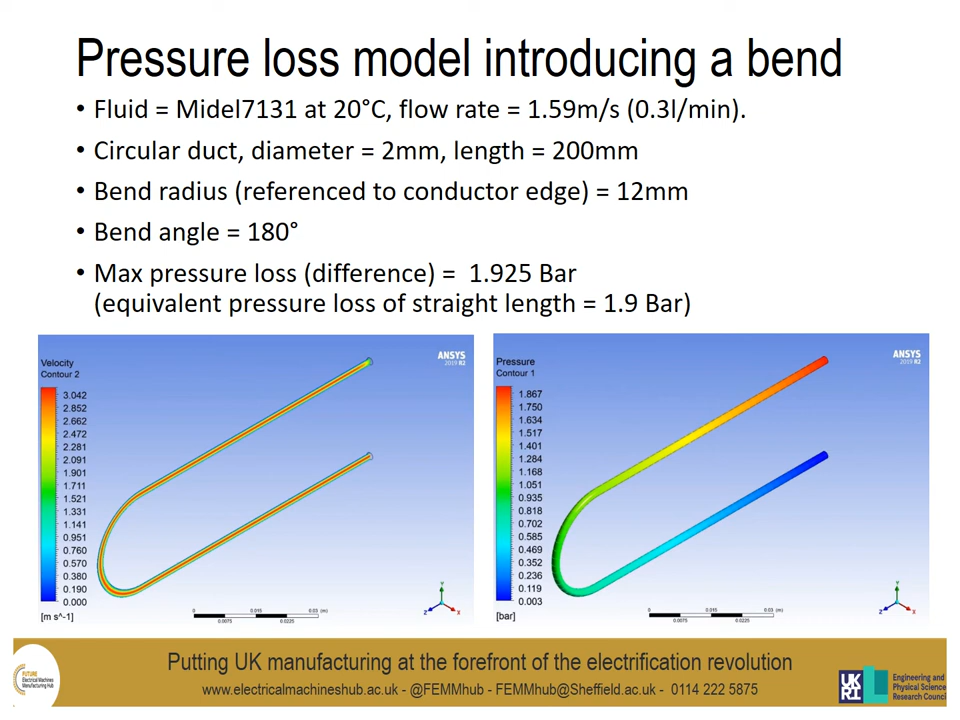 Pressure loss model introducing a bend
• Fluid = Midel7131 at 20°C, flow rate = 1.59m/s (0.3l/min).
• Circular duct, diameter = 2mm, length = 200mm
• Bend radius (referenced to conductor edge) = 12mm
• Bend angle = 180°
• Max pressure loss (difference) = 1.925 Bar
(equivalent pressure loss of straight length = 1.9 Bar)
Velocity
Contour 2
3.042
2.852
2.662
2.472
2.281
2.091
1.901
1.711
1.521
1.331
1.141
0.951
0.760
0.570
0.380
0.190
0.000
[m s^-1]
ANSYS
2019 R2
0 0.015 0.03 (m)
0.0075 0.0225
Y
Z X
Pressure
Contour 1
1.867
1.750
1.634
1.517
1.401
1.284
1.168
1.051
0.935
0.818
0.702
0.585
0.469
0.352
0.236
0.119
0.003
[bar]
ANSYS
2019 R2
0 0.015 0.03 (m)
0.0075 0.0225
Y
Z X
FUTURE
Electrical Machines
Manufacturing Hub
Putting UK manufacturing at the forefront of the electrification revolution
www.electricalmachineshub.ac.uk - @FEMMhub - FEMMhub@Sheffield.ac.uk - 0114 222 5875
UK
RI
Engineering and
Physical Science
Research Counc